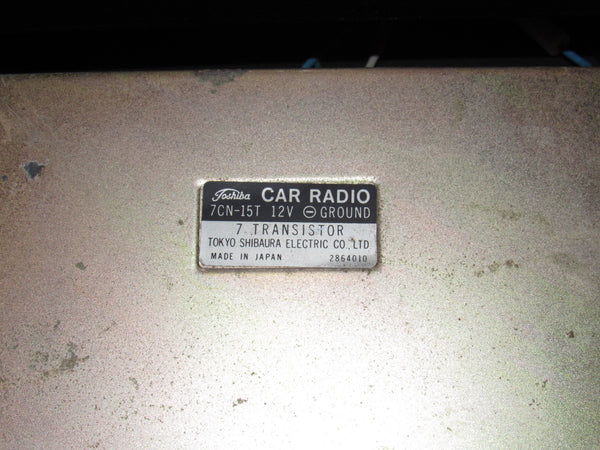 Toshiba CAR RADIO
7CN-15T 12V ⊖ GROUND
7 TRANSISTOR
TOKYO SHIBAURA ELECTRIC CO., LTD
MADE IN JAPAN 2864010